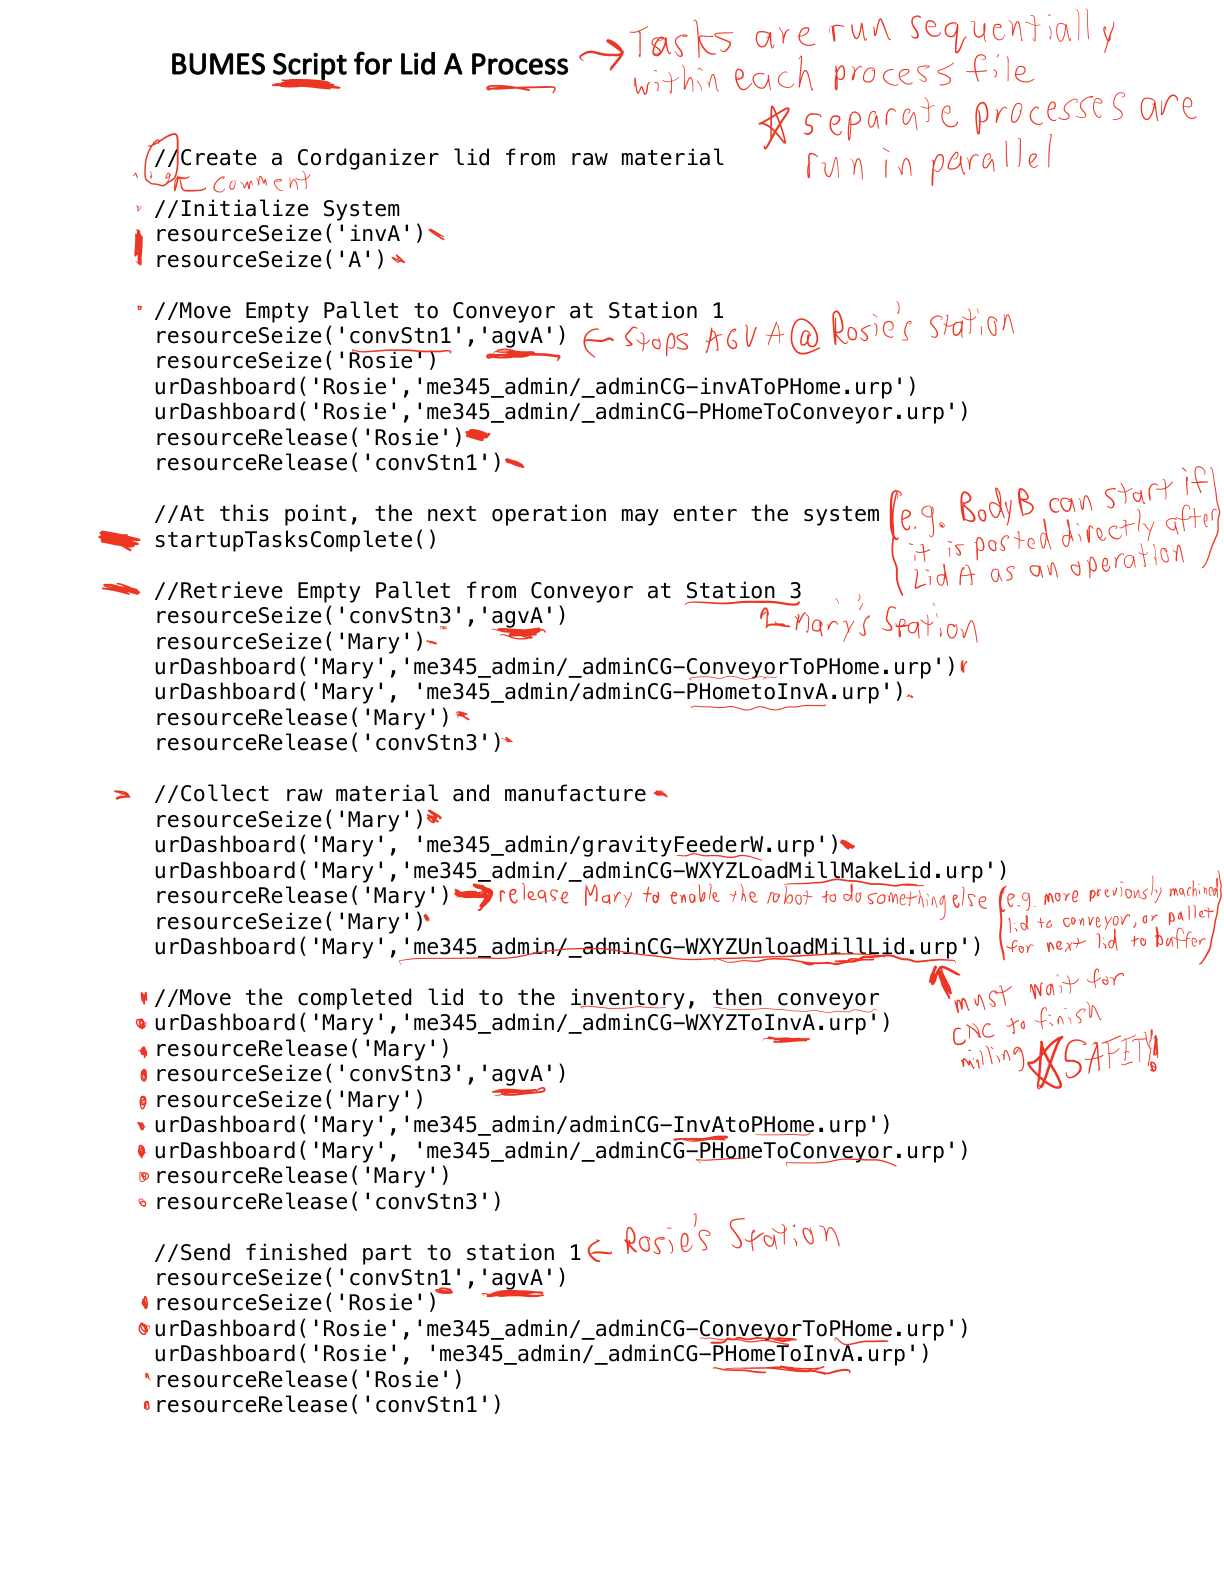 BUMES Script for Lid A Process → Tasks are run sequentially
within each process file
☆ separate processes are
run in parallel
//Create a Cordganizer lid from raw material
comment
//Initialize System
resourceSeize('invA')
resourceSeize('A')
//Move Empty Pallet to Conveyor at Station 1
resourceSeize('convStn1','agvA') ← Stops AGV A @ Rosie's Station
resourceSeize('Rosie')
urDashboard('Rosie','me345_admin/_adminCG-invAToPHome.urp')
urDashboard('Rosie','me345_admin/_adminCG-PHomeToConveyor.urp')
resourceRelease('Rosie')
resourceRelease('convStn1')
//At this point, the next operation may enter the system (e.g. BodyB can start if
it is posted directly after
Lid A as an operation)
startupTasksComplete()
//Retrieve Empty Pallet from Conveyor at Station 3
Mary's Station
resourceSeize('convStn3','agvA')
resourceSeize('Mary')
urDashboard('Mary','me345_admin/_adminCG-ConveyorToPHome.urp')
urDashboard('Mary', 'me345_admin/adminCG-PHometoInvA.urp')
resourceRelease('Mary')
resourceRelease('convStn3')
//Collect raw material and manufacture
resourceSeize('Mary')
urDashboard('Mary', 'me345_admin/gravityFeederW.urp')
urDashboard('Mary','me345_admin/_adminCG-WXYZLoadMillMakeLid.urp')
resourceRelease('Mary') → release Mary to enable the robot to do something else (e.g. move previously machined
lid to conveyor, or pallet
for next lid to buffer)
resourceSeize('Mary')
urDashboard('Mary','me345_admin/_adminCG-WXYZUnloadMillLid.urp')
must wait for
CNC to finish
milling ☆SAFETY!
//Move the completed lid to the inventory, then conveyor
urDashboard('Mary','me345_admin/_adminCG-WXYZToInvA.urp')
resourceRelease('Mary')
resourceSeize('convStn3','agvA')
resourceSeize('Mary')
urDashboard('Mary','me345_admin/adminCG-InvAtoPHome.urp')
urDashboard('Mary', 'me345_admin/_adminCG-PHomeToConveyor.urp')
resourceRelease('Mary')
resourceRelease('convStn3')
//Send finished part to station 1 ← Rosie's Station
resourceSeize('convStn1','agvA')
resourceSeize('Rosie')
urDashboard('Rosie','me345_admin/_adminCG-ConveyorToPHome.urp')
urDashboard('Rosie', 'me345_admin/_adminCG-PHomeToInvA.urp')
resourceRelease('Rosie')
resourceRelease('convStn1')